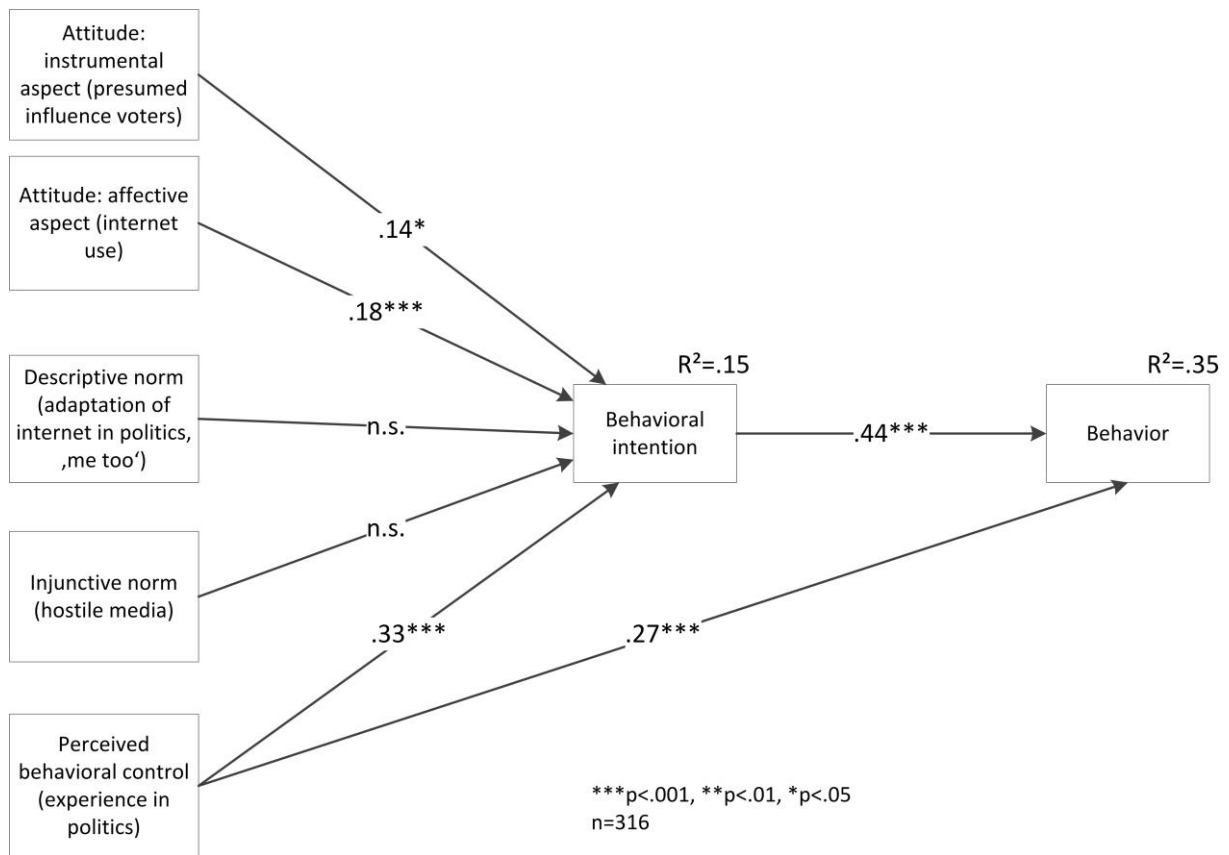 Attitude:
instrumental
aspect (presumed
influence voters)
Attitude: affective
aspect (internet
use)
Descriptive norm
(adaptation of
internet in politics,
‚me too‘)
Injunctive norm
(hostile media)
Perceived
behavioral control
(experience in
politics)
.14*
.18***
n.s.
n.s.
.33***
R²=.15
Behavioral
intention
.44***
.27***
R²=.35
Behavior
***p<.001, **p<.01, *p<.05
n=316